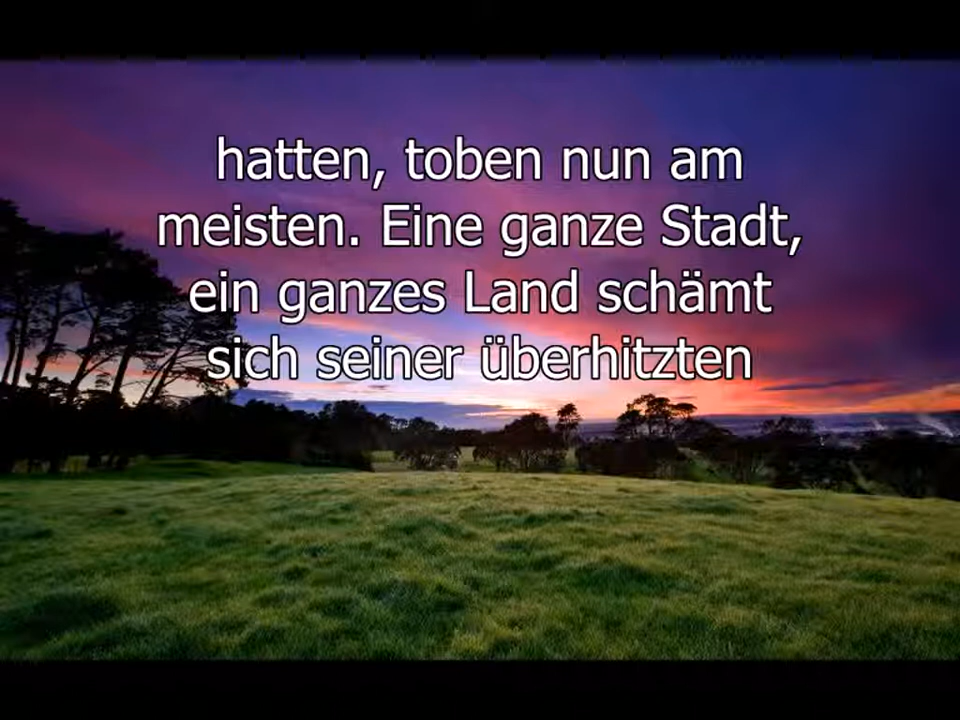 hatten, toben nun am
meisten. Eine ganze Stadt,
ein ganzes Land schämt
sich seiner überhitzten